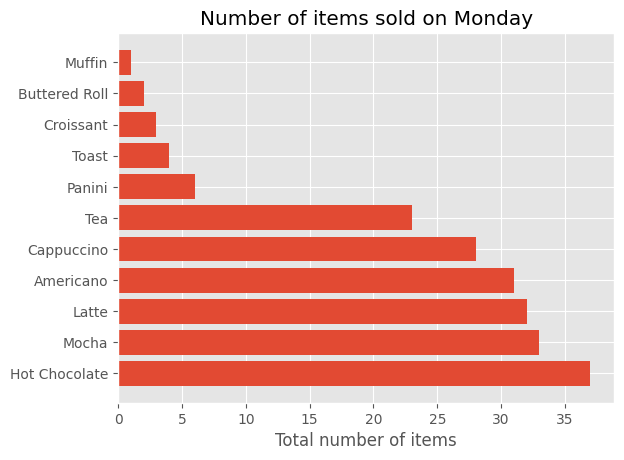 Number of items sold on Monday
Muffin
Buttered Roll
Croissant
Toast
Panini
Tea
Cappuccino
Americano
Latte
Mocha
Hot Chocolate
0 5 10 15 20 25 30 35
Total number of items